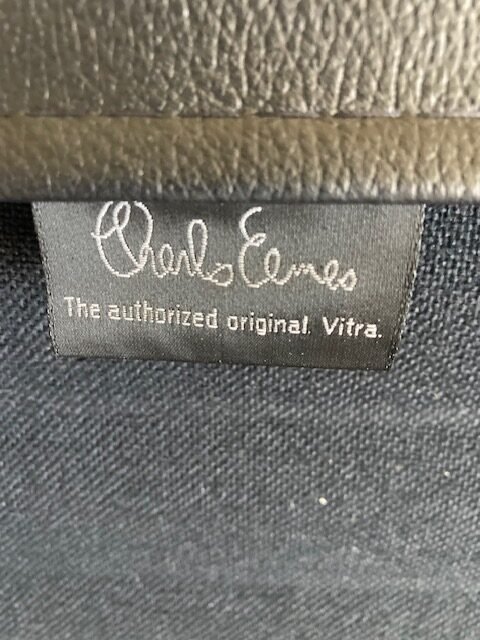 Charles Eames
The authorized original. Vitra.